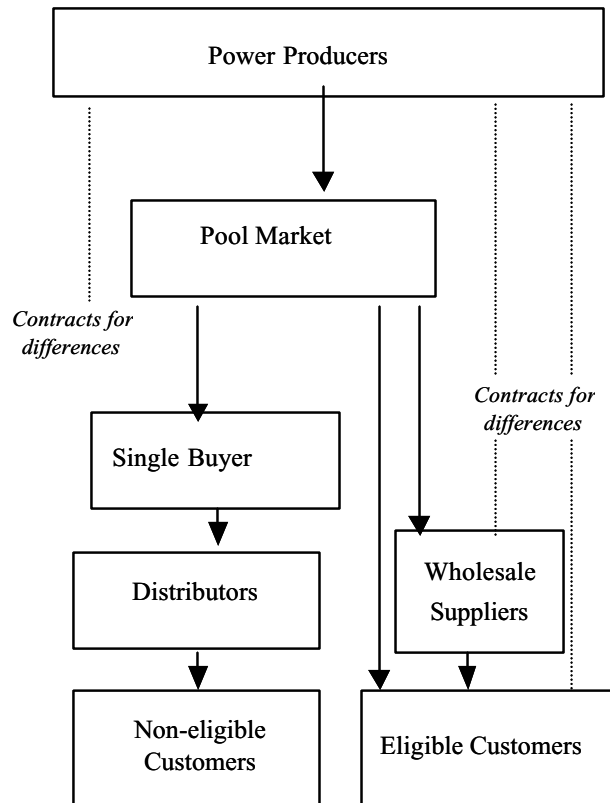 Power Producers
Pool Market
Contracts for
differences
Contracts for
differences
Single Buyer
Wholesale
Suppliers
Distributors
Non-eligible
Customers
Eligible Customers